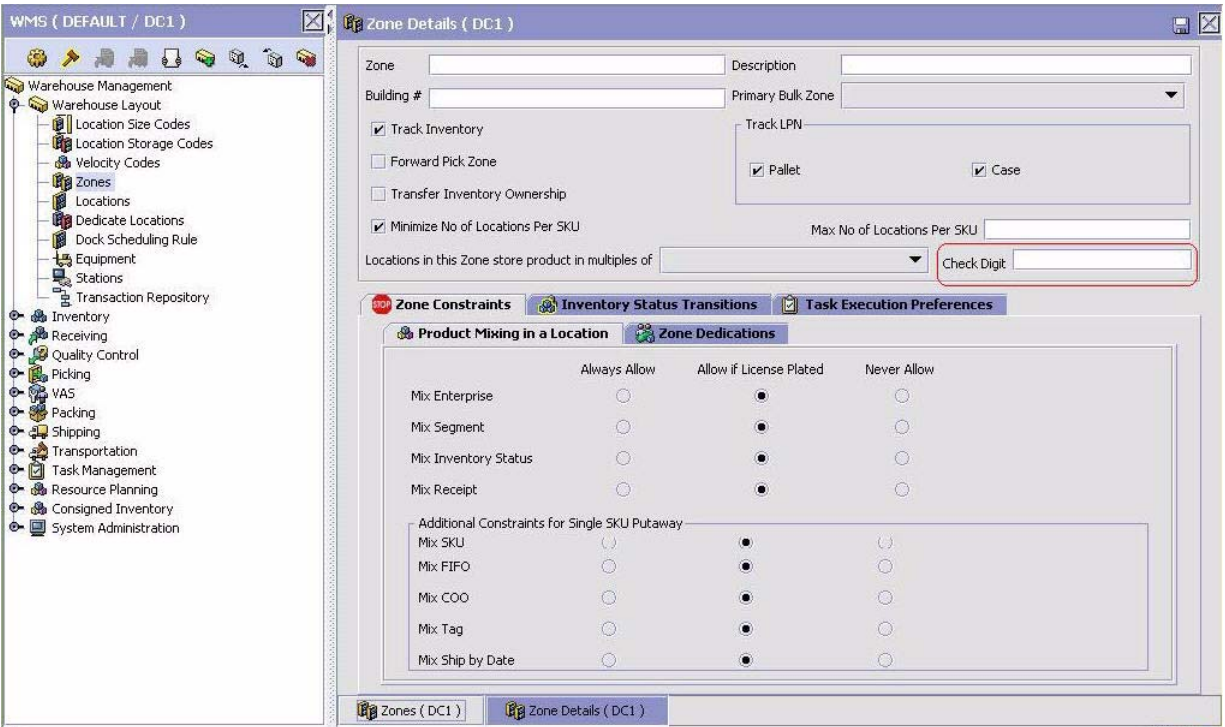 WMS ( DEFAULT / DC1 )
Warehouse Management
Warehouse Layout
Location Size Codes
Location Storage Codes
Velocity Codes
Zones
Locations
Dedicate Locations
Dock Scheduling Rule
Equipment
Stations
Transaction Repository
Inventory
Receiving
Quality Control
Picking
VAS
Packing
Shipping
Transportation
Task Management
Resource Planning
Consigned Inventory
System Administration
Zone Details ( DC1 )
Zone Description
Building # Primary Bulk Zone
Track Inventory Track LPN
Forward Pick Zone
Pallet Case
Transfer Inventory Ownership
Minimize No of Locations Per SKU Max No of Locations Per SKU
Locations in this Zone store product in multiples of Check Digit
STOP Zone Constraints Inventory Status Transitions Task Execution Preferences
Product Mixing in a Location Zone Dedications
Always Allow Allow if License Plated Never Allow
Mix Enterprise
Mix Segment
Mix Inventory Status
Mix Receipt
Additional Constraints for Single SKU Putaway
Mix SKU
Mix FIFO
Mix COO
Mix Tag
Mix Ship by Date
Zones ( DC1 ) Zone Details ( DC1 )